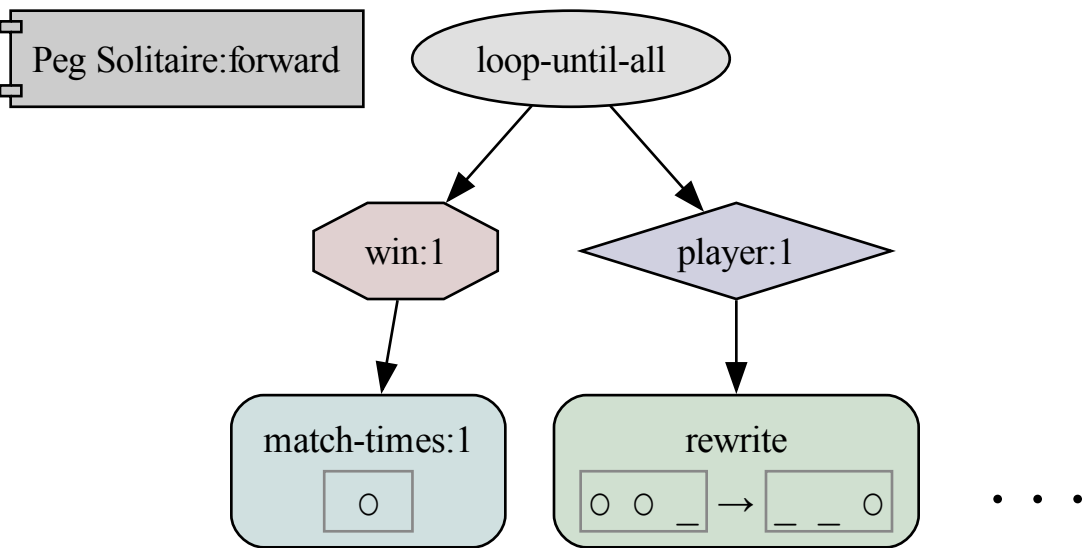 Peg Solitaire:forward
loop-until-all
win:1
player:1
match-times:1
o
rewrite
o o _ → _ _ o
. . .